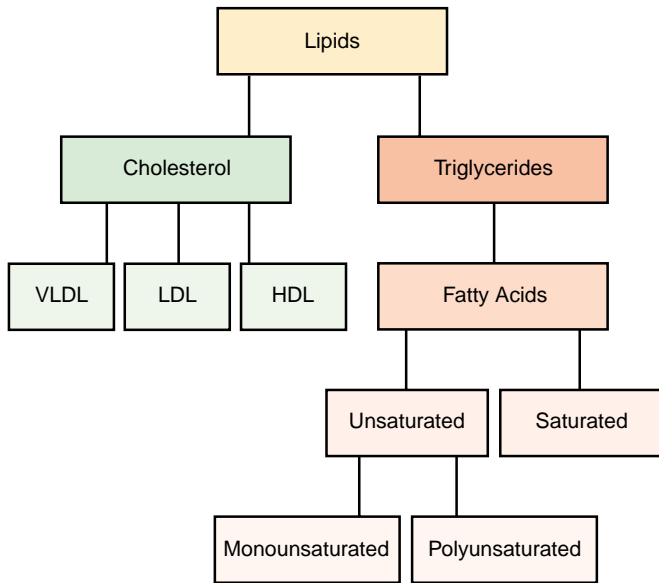 Lipids
Cholesterol
Triglycerides
VLDL
LDL
HDL
Fatty Acids
Unsaturated
Saturated
Monounsaturated
Polyunsaturated